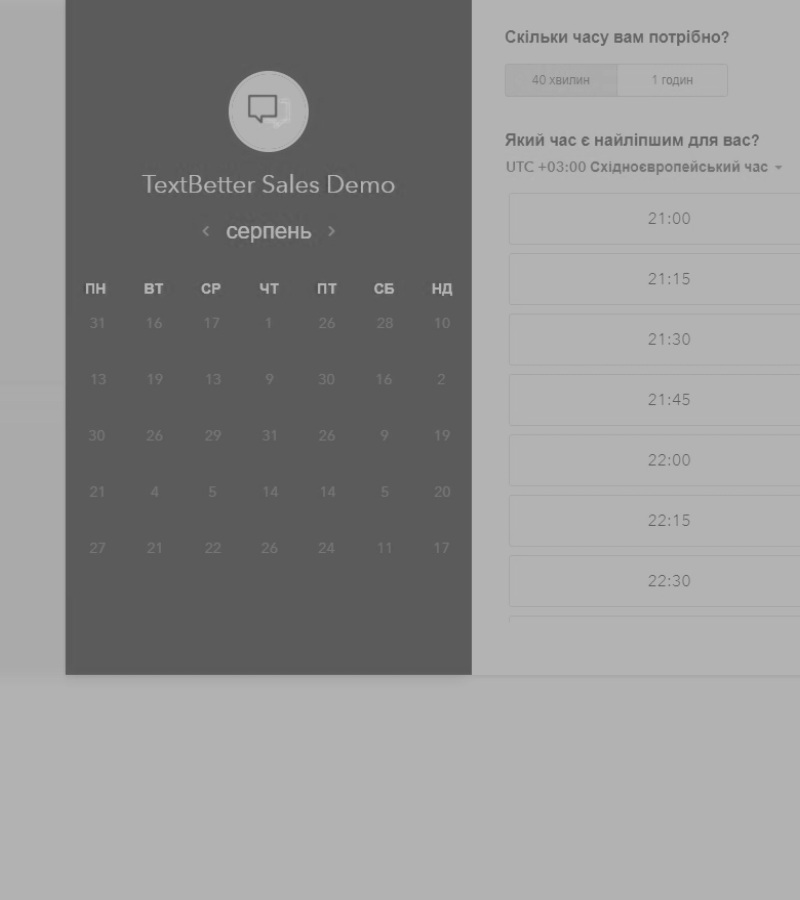 TextBetter Sales Demo
серпень
ПН ВТ СР ЧТ ПТ СБ НД
31 16 17 1 26 28 10
13 19 13 9 30 16 2
30 26 29 31 26 9 19
21 4 5 14 14 5 20
27 21 22 26 24 11 17
Скільки часу вам потрібно?
40 хвилин 1 годин
Який час є найліпшим для вас?
UTC +03:00 Східноєвропейський час
21:00
21:15
21:30
21:45
22:00
22:15
22:30